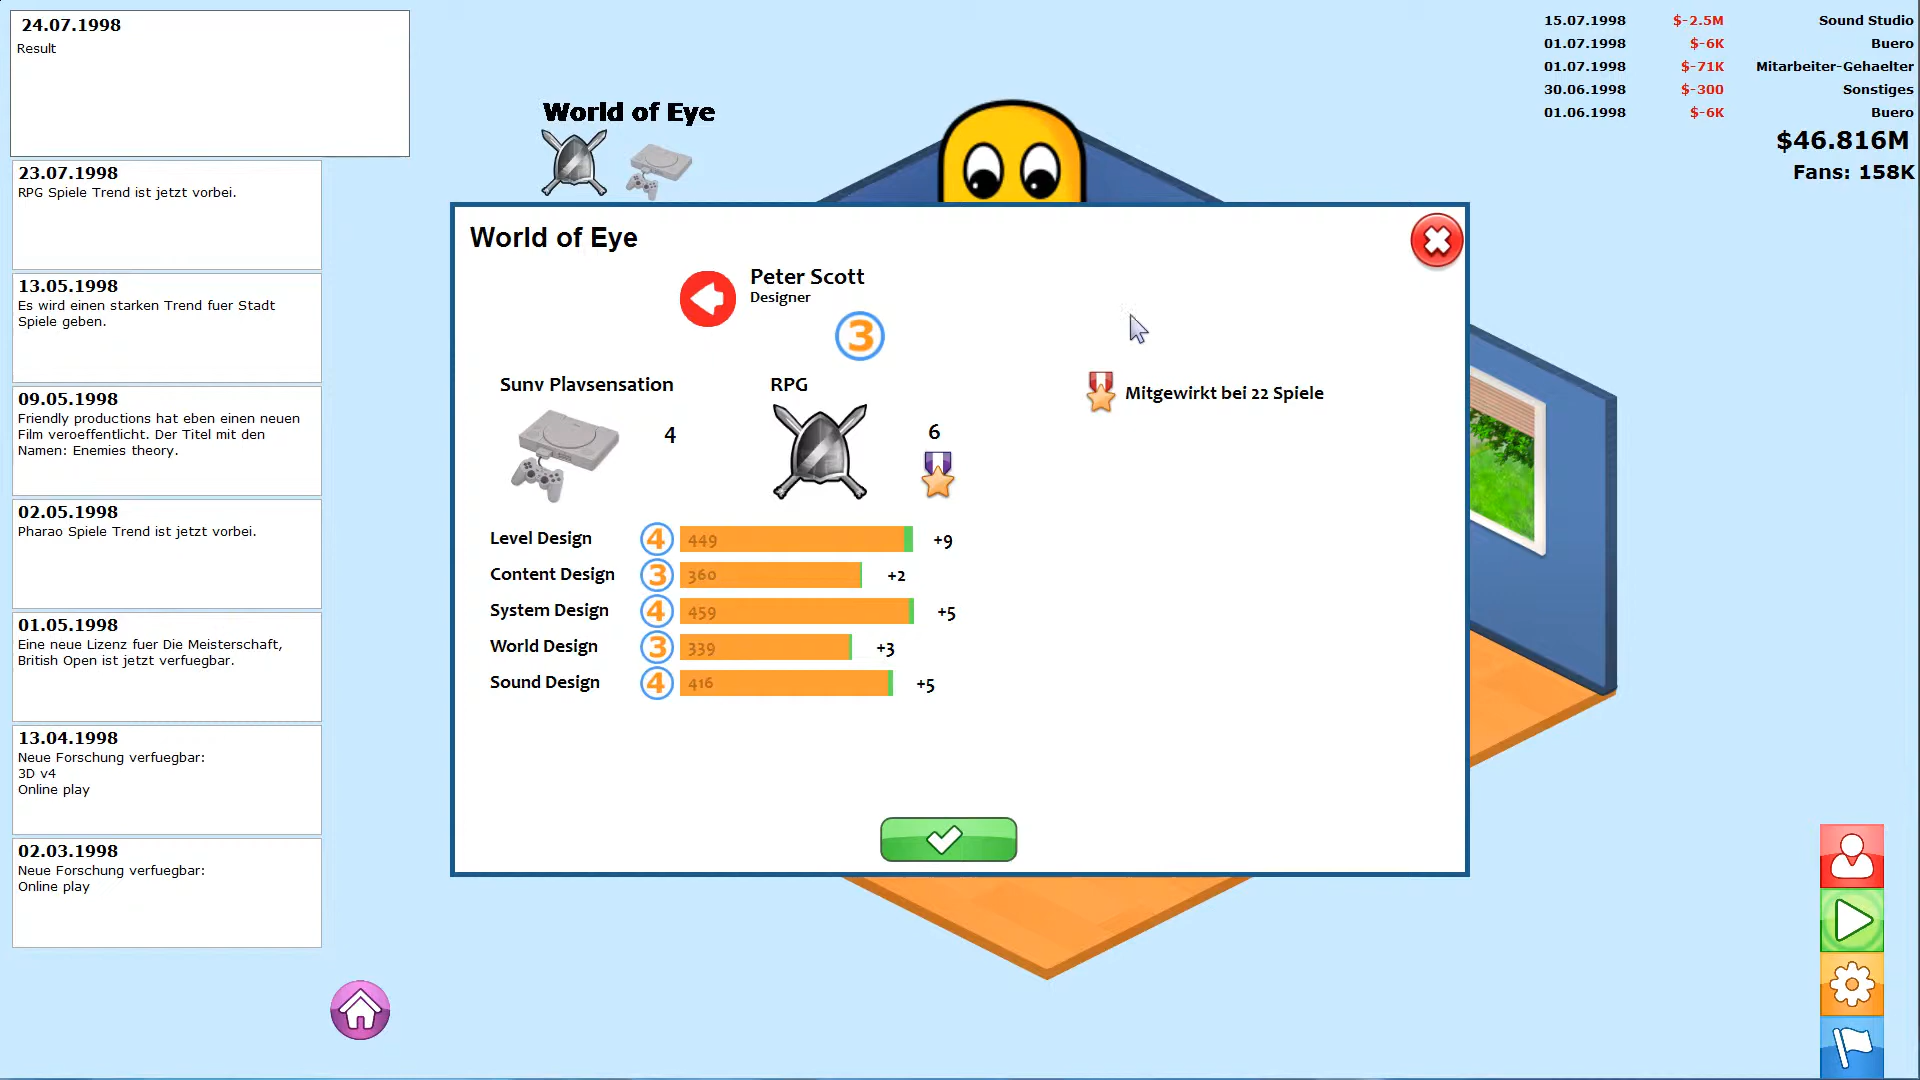 24.07.1998
Result
23.07.1998
RPG Spiele Trend ist jetzt vorbei.
13.05.1998
Es wird einen starken Trend fuer Stadt
Spiele geben.
09.05.1998
Friendly productions hat eben einen neuen
Film veroeffentlicht. Der Titel mit den
Namen: Enemies theory.
02.05.1998
Pharao Spiele Trend ist jetzt vorbei.
01.05.1998
Eine neue Lizenz fuer Die Meisterschaft,
British Open ist jetzt verfuegbar.
13.04.1998
Neue Forschung verfuegbar:
3D v4
Online play
02.03.1998
Neue Forschung verfuegbar:
Online play
World of Eye
15.07.1998 $-2.5M Sound Studio
01.07.1998 $-6K Buero
01.07.1998 $-71K Mitarbeiter-Gehaelter
30.06.1998 $-300 Sonstiges
01.06.1998 $-6K Buero
$46.816M
Fans: 158K
World of Eye
Peter Scott
Designer
3
Sunv Plavsensation
4
RPG
6
Mitgewirkt bei 22 Spiele
Level Design 4 449 +9
Content Design 3 360 +2
System Design 4 459 +5
World Design 3 339 +3
Sound Design 4 416 +5